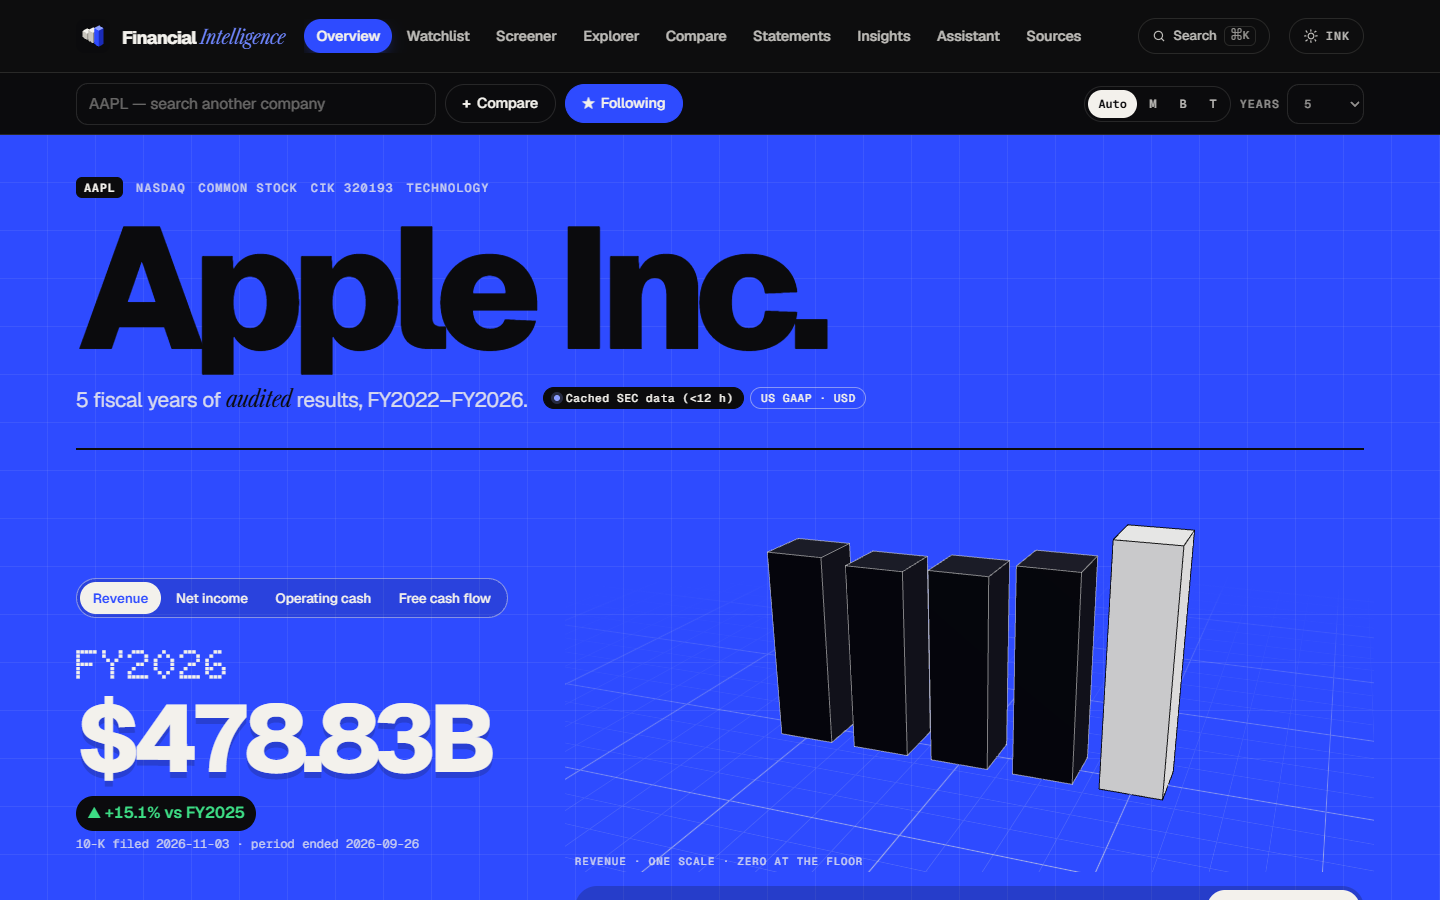 Financial Intelligence Overview Watchlist Screener Explorer Compare Statements Insights Assistant Sources Search ⌘K INK
AAPL — search another company + Compare ★ Following Auto M B T YEARS 5
AAPL NASDAQ COMMON STOCK CIK 320193 TECHNOLOGY
Apple Inc.
5 fiscal years of audited results, FY2022–FY2026. Cached SEC data (<12 h) US GAAP · USD
Revenue Net income Operating cash Free cash flow
FY2026
$478.83B
▲ +15.1% vs FY2025
10-K filed 2026-11-03 · period ended 2026-09-26
REVENUE · ONE SCALE · ZERO AT THE FLOOR